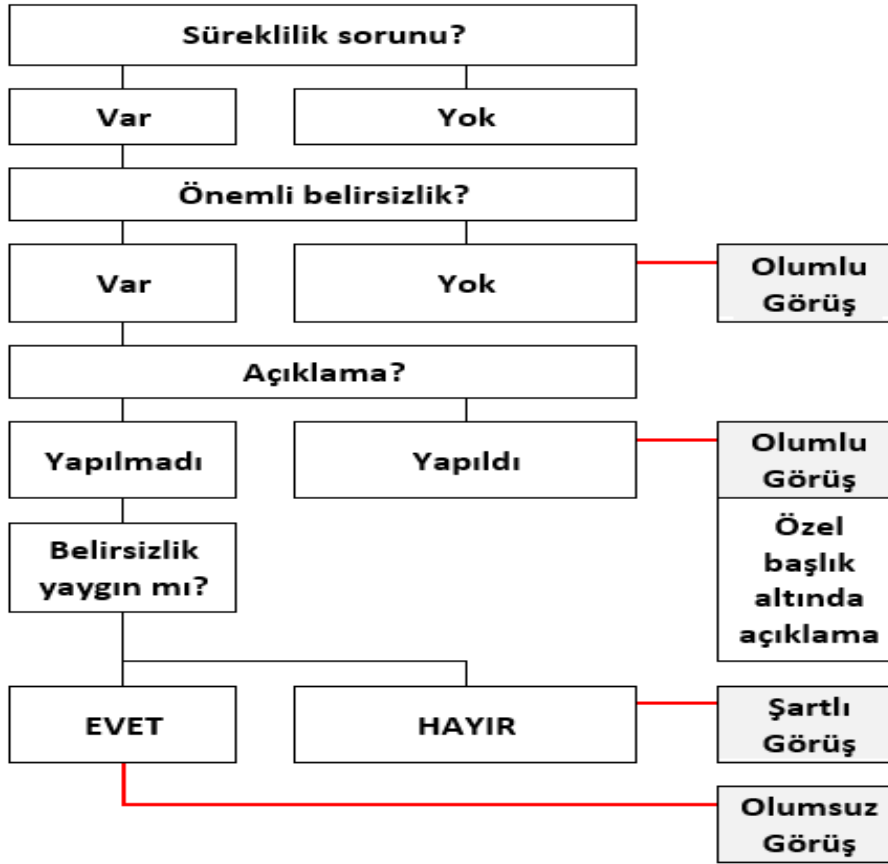 Süreklilik sorunu?
Var
Yok
Önemli belirsizlik?
Var
Yok
Olumlu
Görüş
Açıklama?
Yapılmadı
Yapıldı
Olumlu
Görüş
Özel
başlık
altında
açıklama
Belirsizlik
yaygın mı?
EVET
HAYIR
Şartlı
Görüş
Olumsuz
Görüş